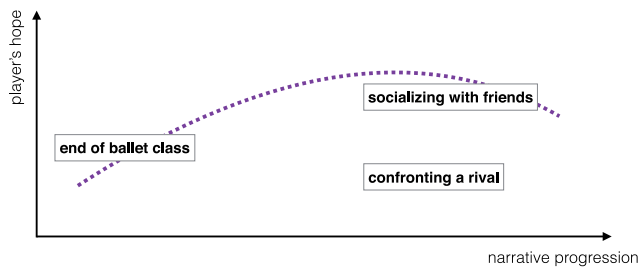 player's hope
socializing with friends
end of ballet class
confronting a rival
narrative progression